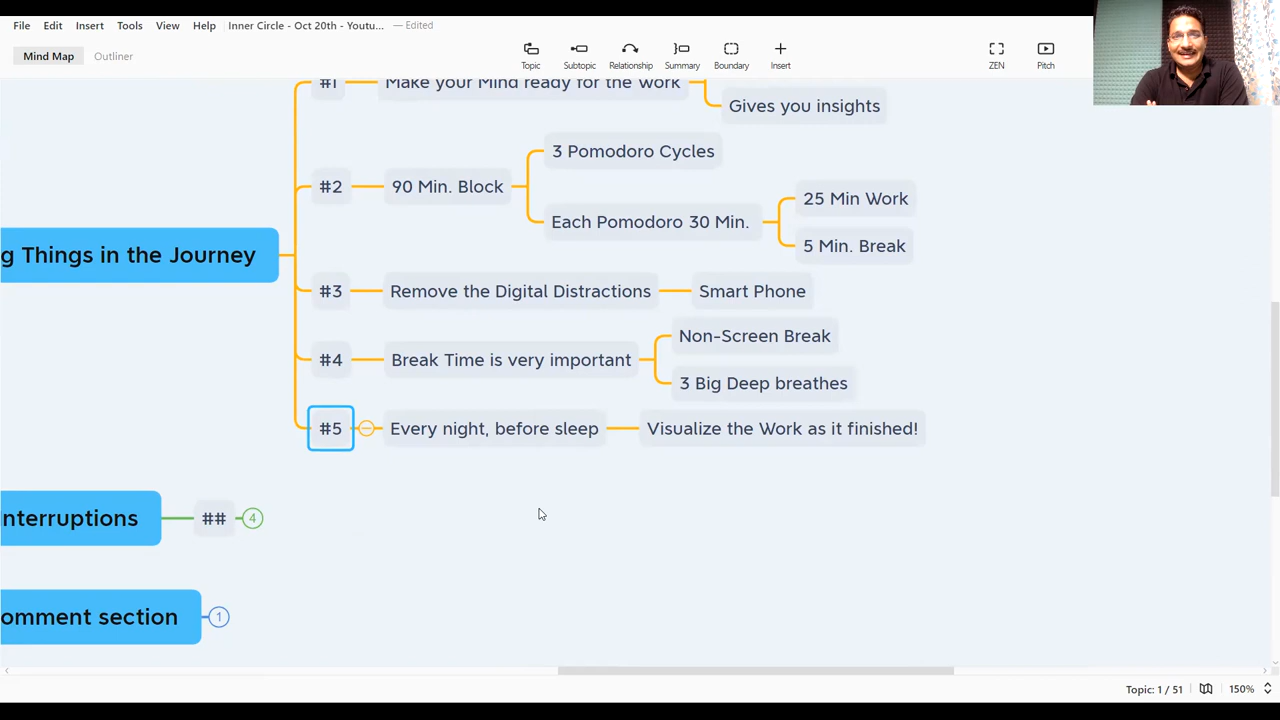 File Edit Insert Tools View Help Inner Circle - Oct 20th - Youtu... — Edited
Mind Map Outliner
Topic Subtopic Relationship Summary Boundary Insert ZEN Pitch
#1 your Mind ready for the Work
Gives you insights
#2 90 Min. Block
3 Pomodoro Cycles
Each Pomodoro 30 Min.
25 Min Work
5 Min. Break
g Things in the Journey
#3 Remove the Digital Distractions Smart Phone
#4 Break Time is very important
Non-Screen Break
3 Big Deep breathes
#5 Every night, before sleep Visualize the Work as it finished!
nterruptions ## 4
omment section 1
Topic: 1 / 51 150%